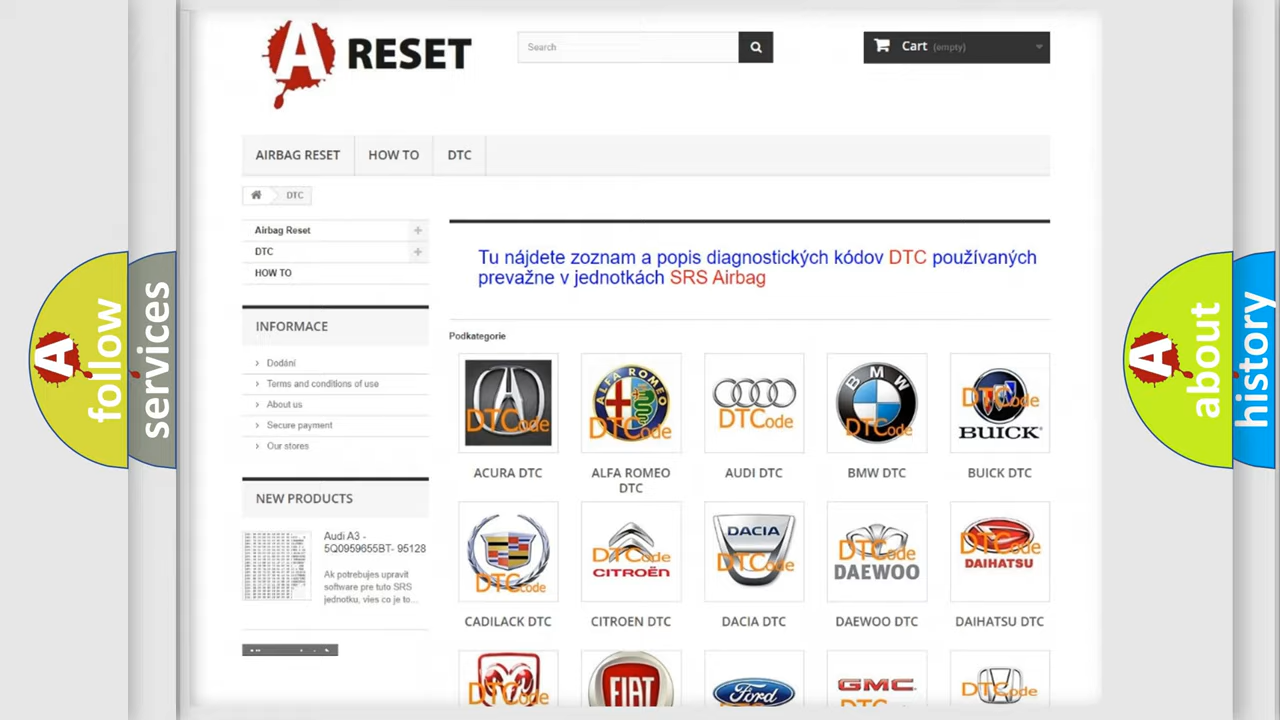 A RESET
Search
Cart (empty)
AIRBAG RESET
HOW TO
DTC
DTC
Airbag Reset
DTC
HOW TO
INFORMACE
Dodání
Terms and conditions of use
About us
Secure payment
Our stores
NEW PRODUCTS
Audi A3 -
5Q0959655BT- 95128
Ak potrebujes upravit
software pre tuto SRS
jednotku, vies co je to...
Tu nájdete zoznam a popis diagnostických kódov DTC používaných
prevažne v jednotkách SRS Airbag
Podkategorie
DTCode
ALFA ROMEO
DTCode
DTCode
BMW
DTCode
DTCode
BUICK
ACURA DTC
ALFA ROMEO
DTC
AUDI DTC
BMW DTC
BUICK DTC
DTCode
DTCode
CITROËN
DACIA
DTCode
DTCode
DAEWOO
DTCode
DAIHATSU
CADILACK DTC
CITROEN DTC
DACIA DTC
DAEWOO DTC
DAIHATSU DTC
DTCode
FIAT
Ford
GMC
DTCode
A follow
services
A about
history